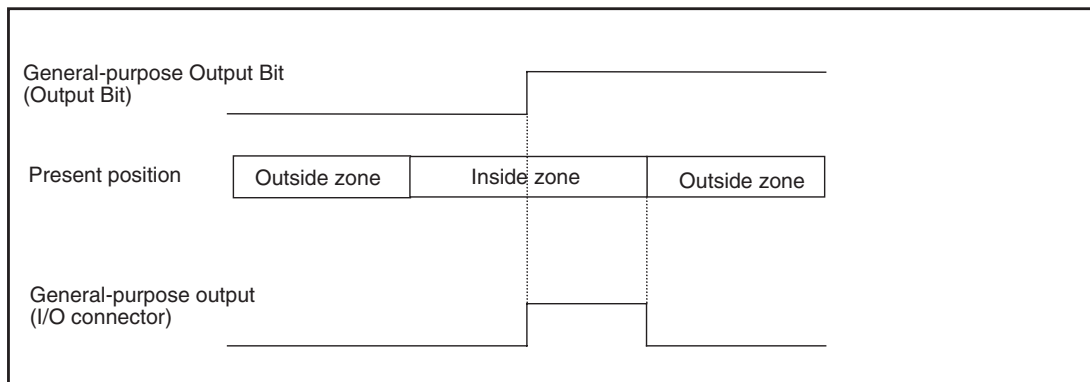 General-purpose Output Bit
(Output Bit)
Present position
Outside zone
Inside zone
Outside zone
General-purpose output
(I/O connector)